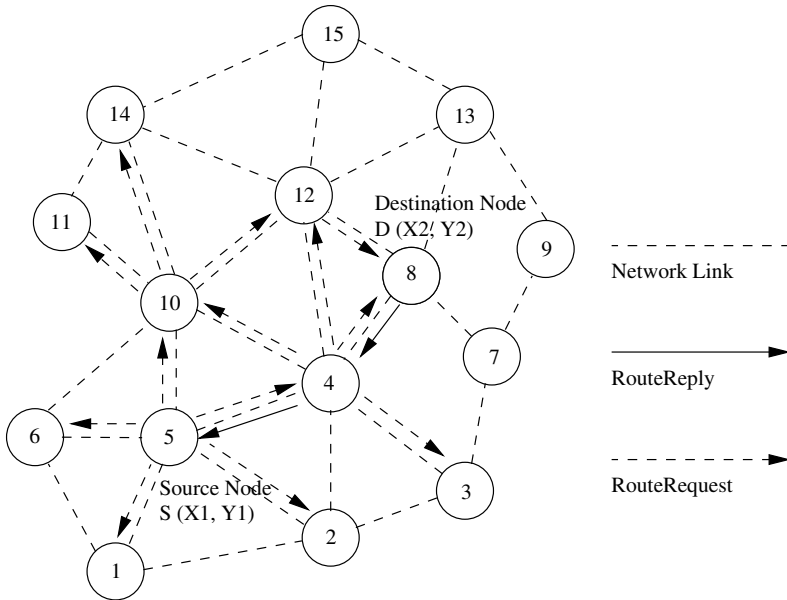 15
14
13
12
Destination Node
D (X2, Y2)
11
9
8
Network Link
10
7
4
RouteReply
6
5
3
Source Node
S (X1, Y1)
RouteRequest
2
1